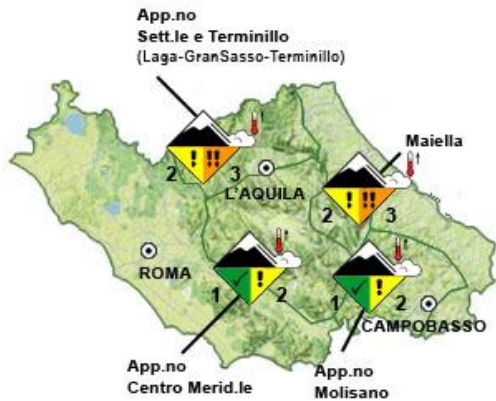 App.no
Sett.le e Terminillo
(Laga-GranSasso-Terminillo)
Maiella
! !!
2 3
L'AQUILA
! !!
2 3
ROMA
!
1 2
!
1 2
CAMPOBASSO
App.no
Centro Merid.le
App.no
Molisano